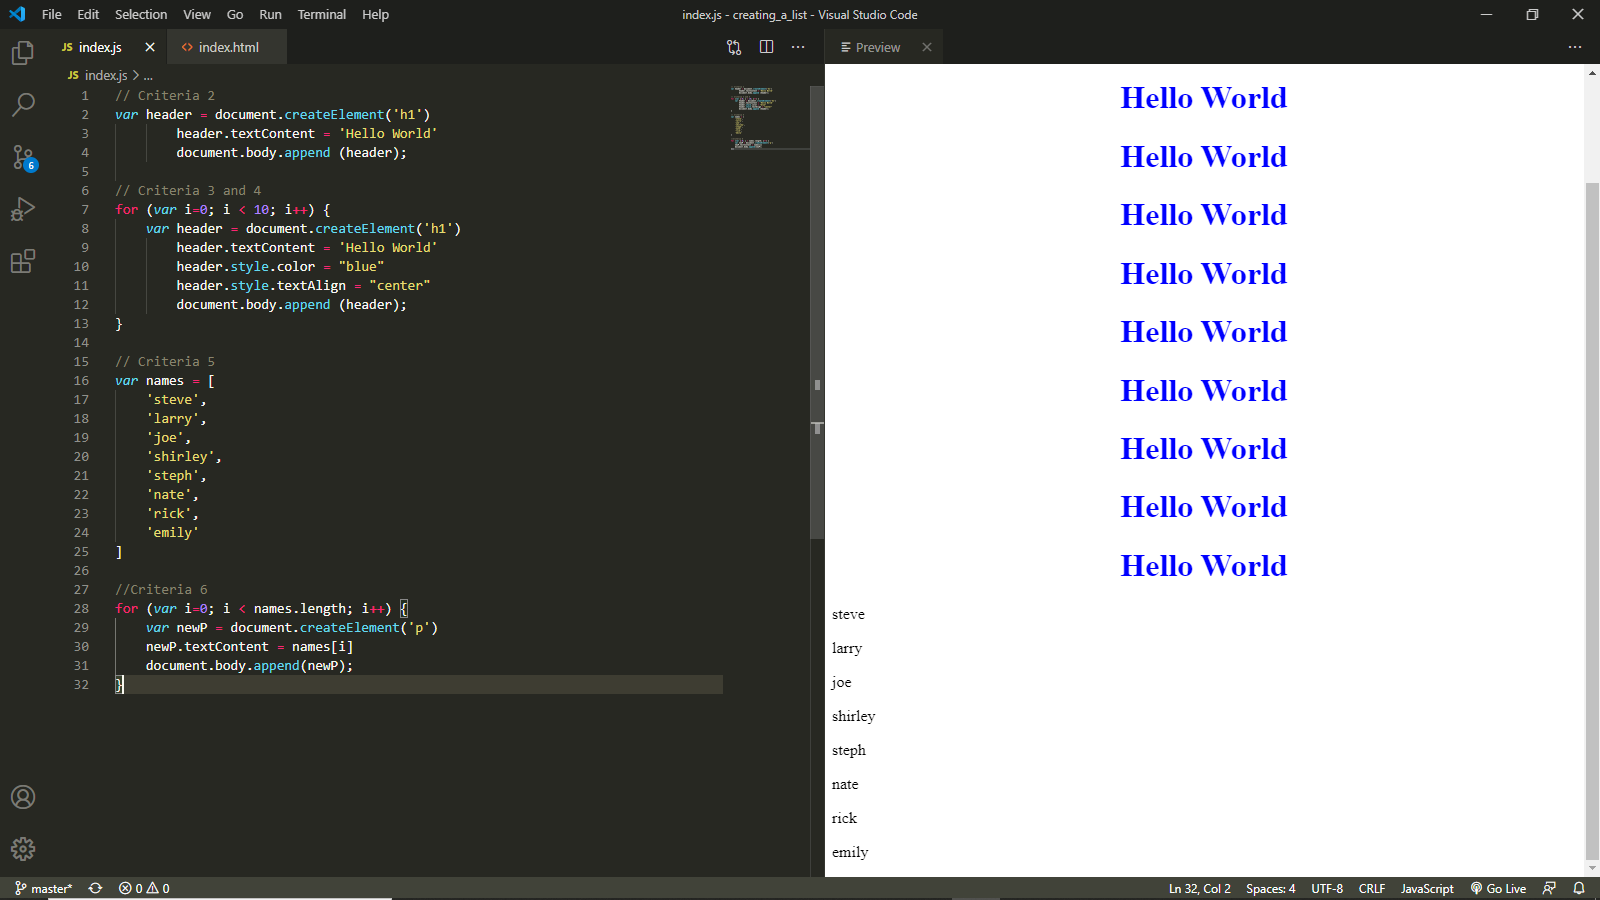 File Edit Selection View Go Run Terminal Help index.js - creating_a_list - Visual Studio Code
JS index.js index.html Preview
JS index.js > ...
1 // Criteria 2
2 var header = document.createElement('h1')
3 header.textContent = 'Hello World'
4 document.body.append (header);
5
6 // Criteria 3 and 4
7 for (var i=0; i < 10; i++) {
8 var header = document.createElement('h1')
9 header.textContent = 'Hello World'
10 header.style.color = "blue"
11 header.style.textAlign = "center"
12 document.body.append (header);
13 }
14
15 // Criteria 5
16 var names = [
17 'steve',
18 'larry',
19 'joe',
20 'shirley',
21 'steph',
22 'nate',
23 'rick',
24 'emily'
25 ]
26
27 //Criteria 6
28 for (var i=0; i < names.length; i++) {
29 var newP = document.createElement('p')
30 newP.textContent = names[i]
31 document.body.append(newP);
32 }
Hello World
Hello World
Hello World
Hello World
Hello World
Hello World
Hello World
Hello World
Hello World
steve
larry
joe
shirley
steph
nate
rick
emily
6
master* 0 0 Ln 32, Col 2 Spaces: 4 UTF-8 CRLF JavaScript Go Live